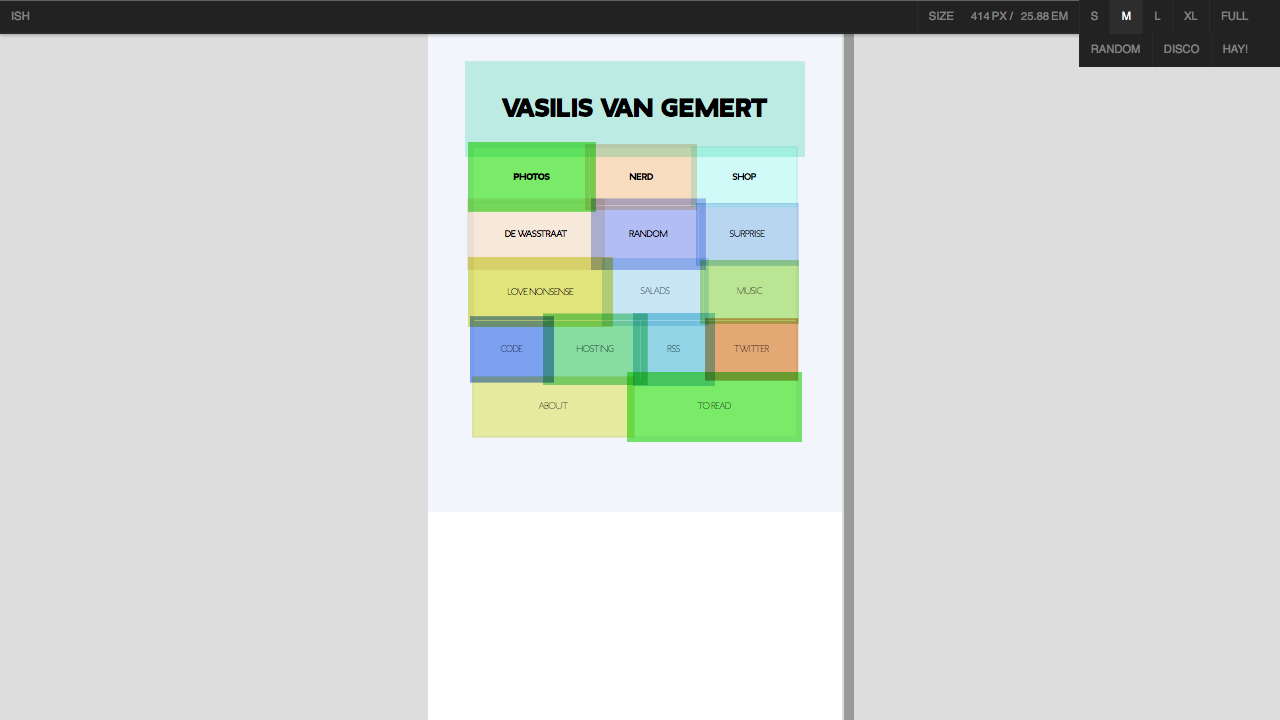 ISH SIZE 414 PX / 25.88 EM S M L XL FULL
RANDOM DISCO HAY!
VASILIS VAN GEMERT
PHOTOS NERD SHOP
DE WASSTRAAT RANDOM SURPRISE
LOVE NONSENSE SALADS MUSIC
CODE HOSTING RSS TWITTER
ABOUT TO READ